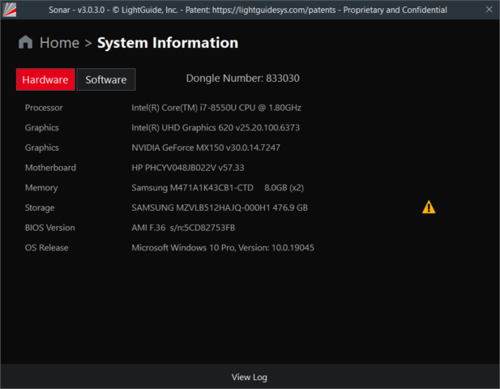 Sonar - v3.0.3.0 - © LightGuide, Inc. - Patent: https://lightguidesys.com/patents - Proprietary and Confidential
Home > System Information
Hardware Software Dongle Number: 833030
Processor Intel(R) Core(TM) i7-8550U CPU @ 1.80GHz
Graphics Intel(R) UHD Graphics 620 v25.20.100.6373
Graphics NVIDIA GeForce MX150 v30.0.14.7247
Motherboard HP PHCYV048JB022V v57.33
Memory Samsung M471A1K43CB1-CTD 8.0GB (x2)
Storage SAMSUNG MZVLB512HAJQ-000H1 476.9 GB
BIOS Version AMI F.36 s/n:5CD82753FB
OS Release Microsoft Windows 10 Pro, Version: 10.0.19045
View Log